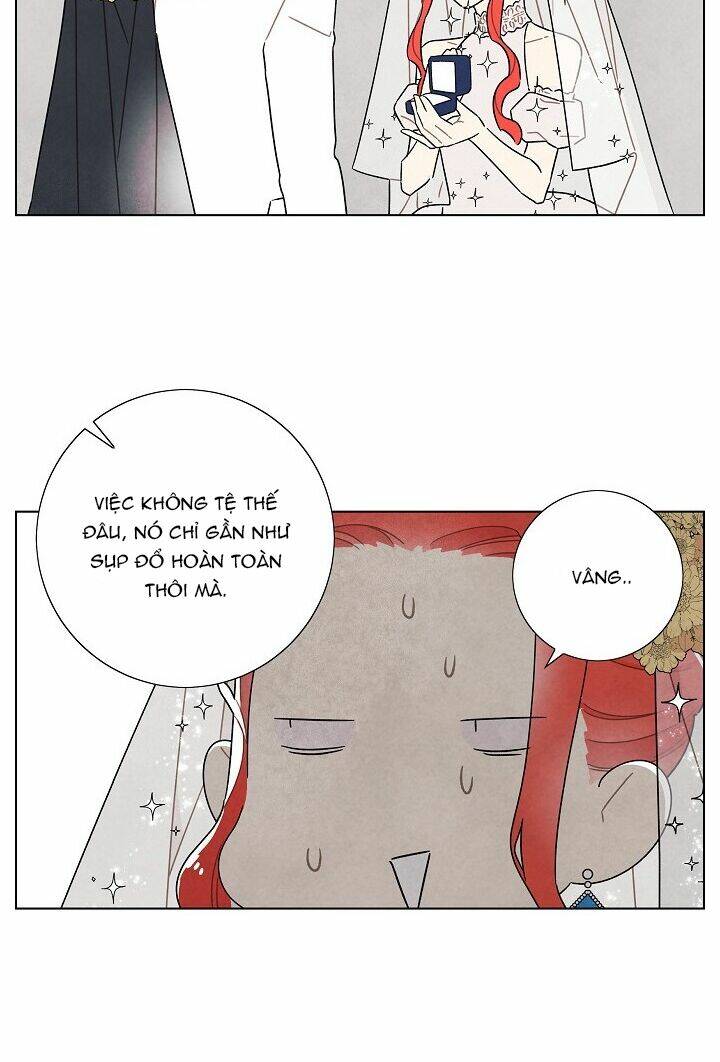 VIỆC KHÔNG TỆ THẾ
ĐÂU, NÓ CHỈ GẦN NHƯ
SỤP ĐỔ HOÀN TOÀN
THÔI MÀ.
VÂNG..